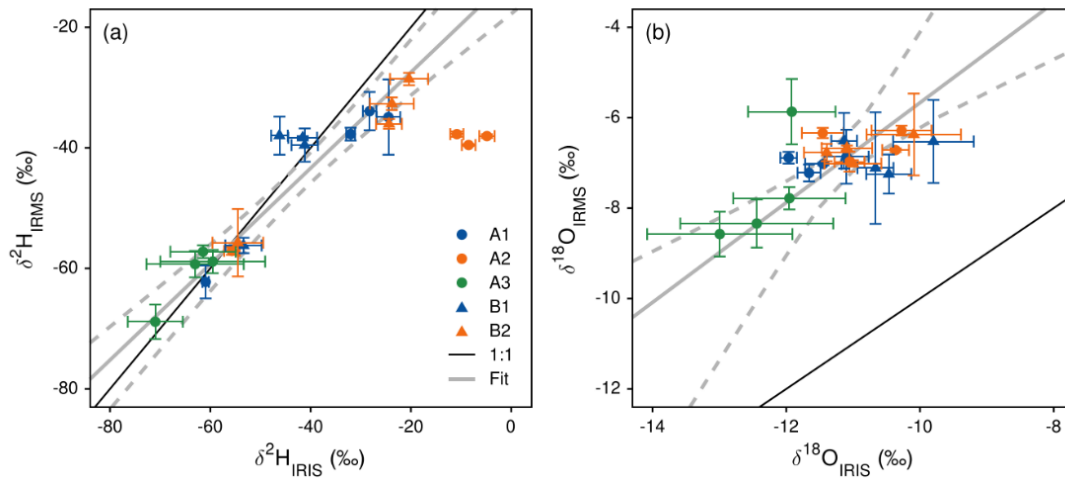 (a)
-20
-40
-60
-80
δ²H_IRMS (‰)
-80 -60 -40 -20 0
δ²H_IRIS (‰)
A1
A2
A3
B1
B2
1:1
Fit
(b)
-4
-6
-8
-10
-12
δ¹⁸O_IRMS (‰)
-14 -12 -10 -8
δ¹⁸O_IRIS (‰)